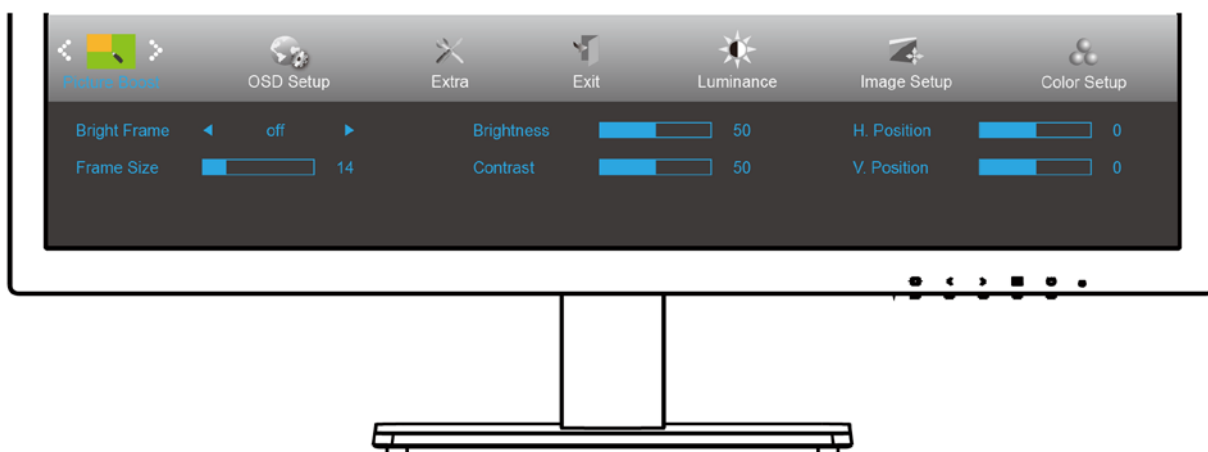 Picture Boost
OSD Setup
Extra
Exit
Luminance
Image Setup
Color Setup
Bright Frame off Brightness 50 H. Position 0
Frame Size 14 Contrast 50 V. Position 0